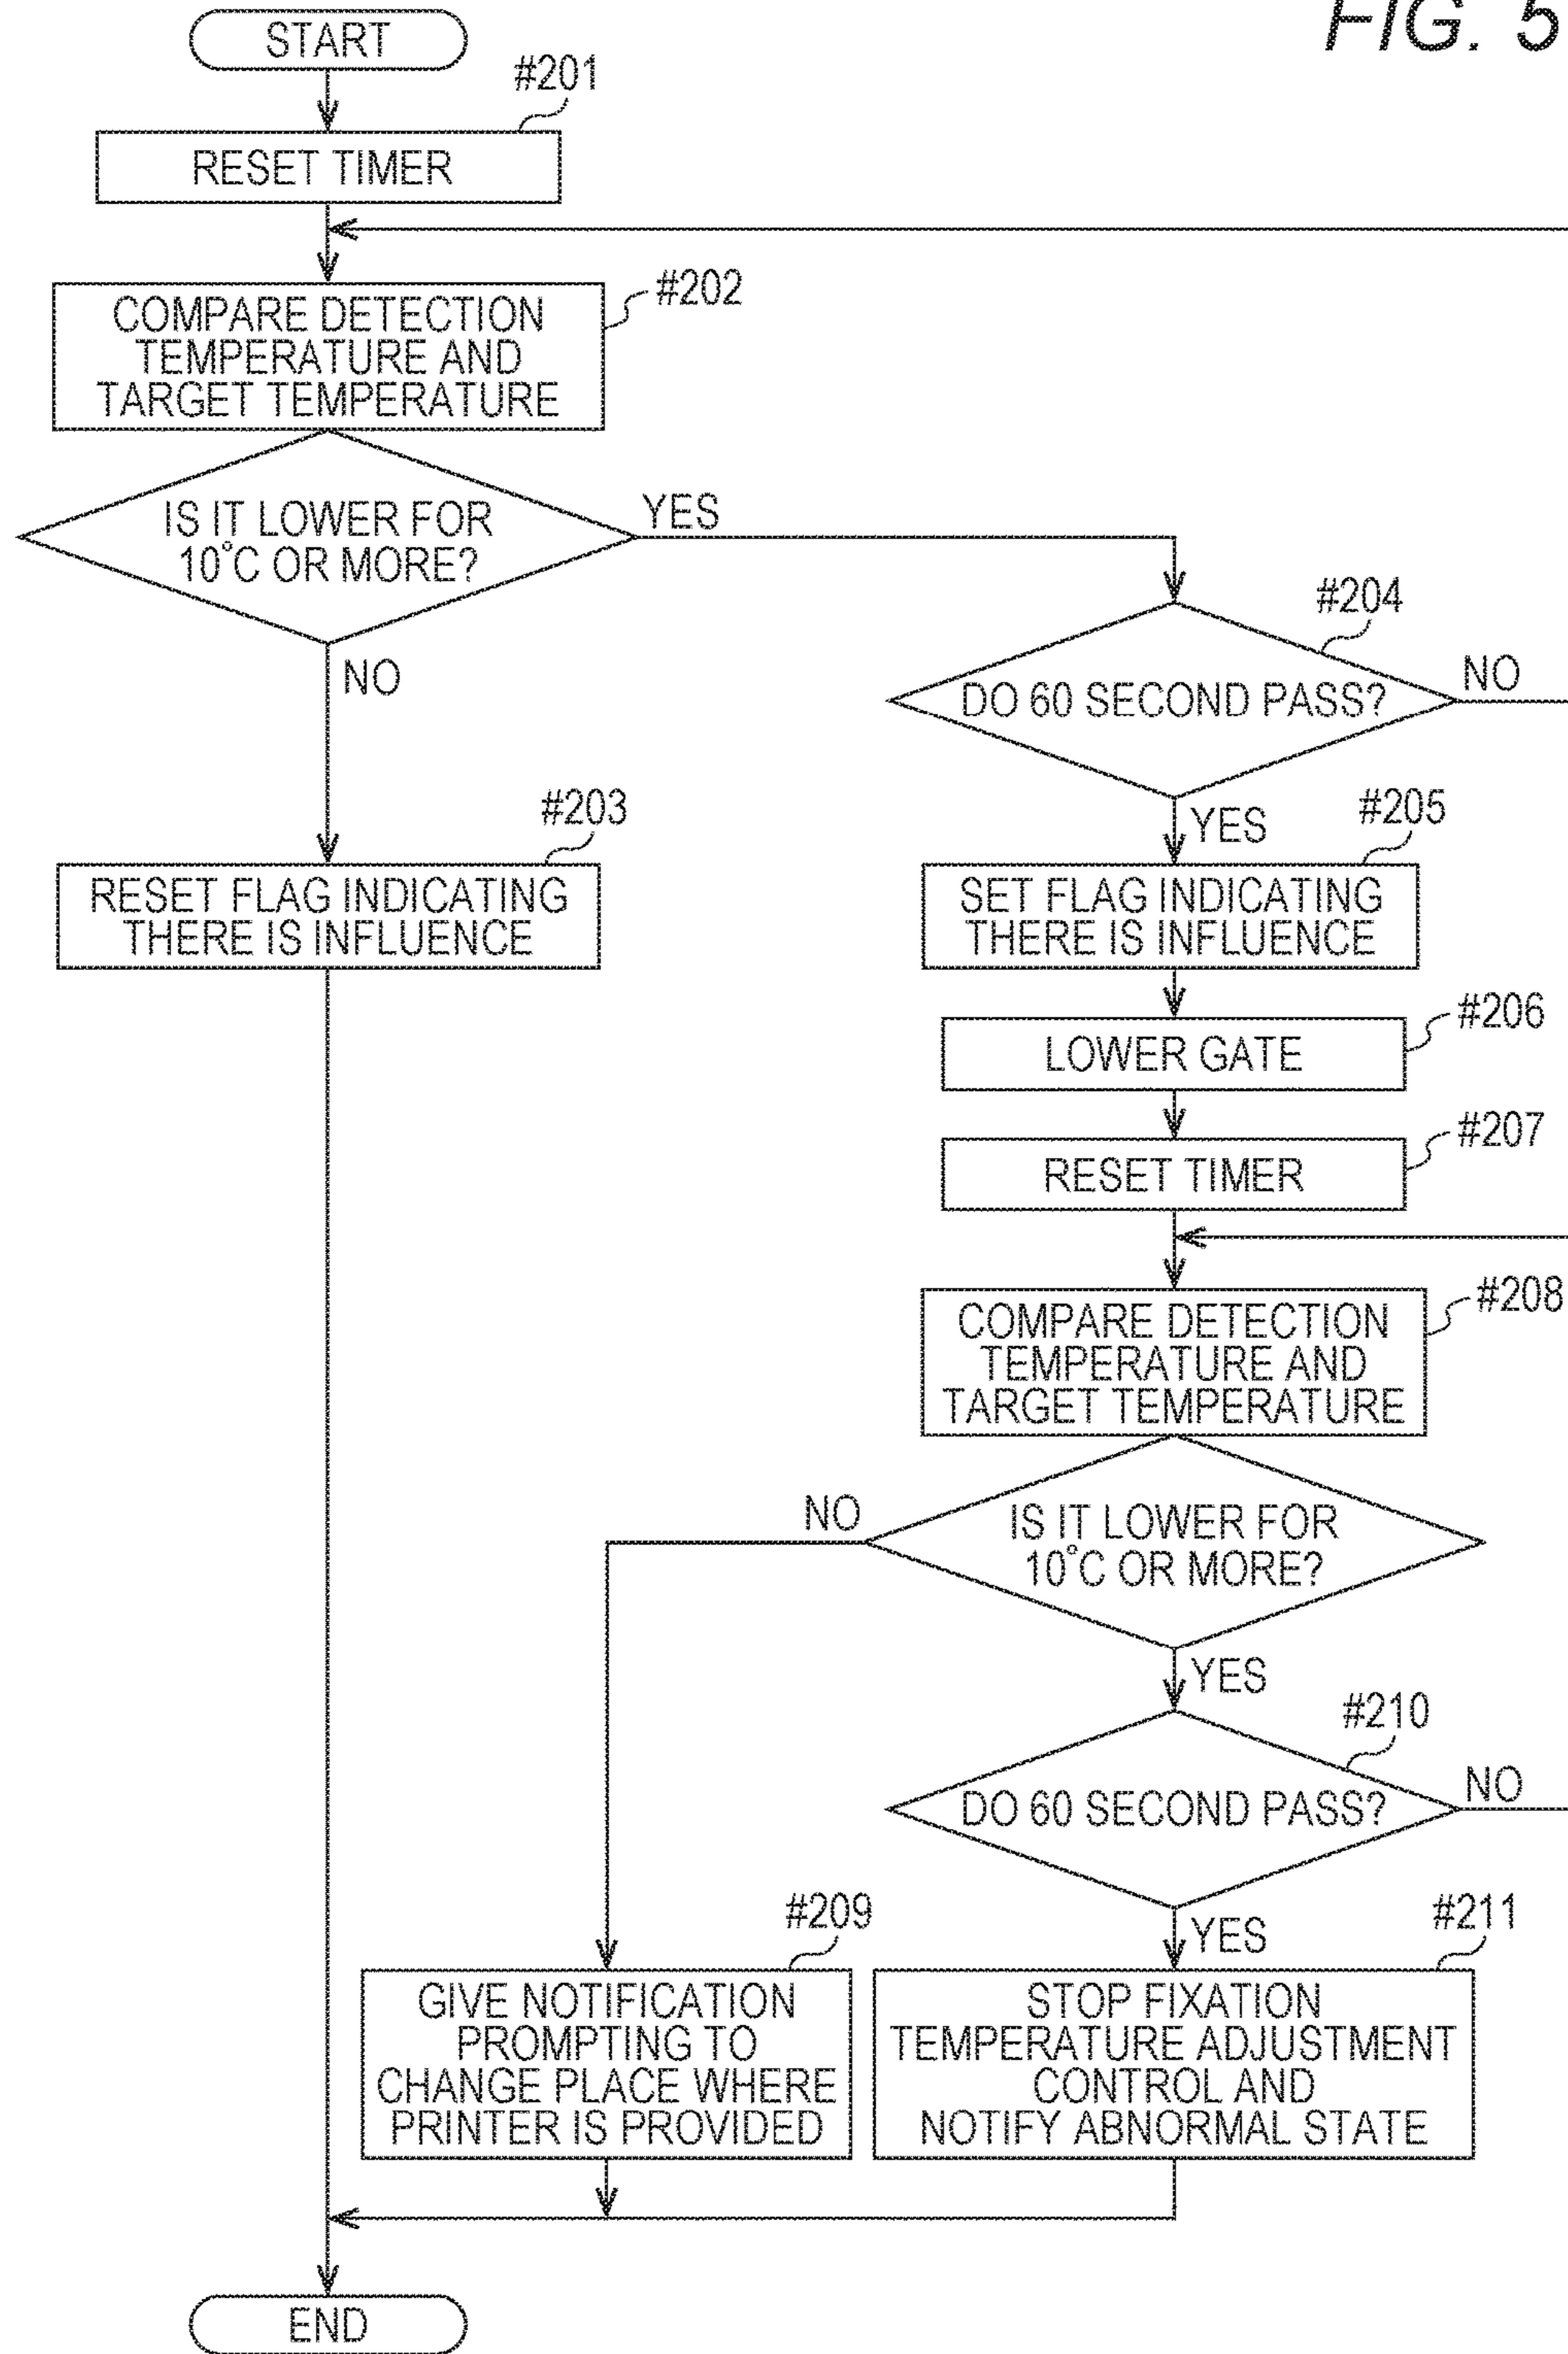 FIG. 5
START
#201
RESET TIMER
#202
COMPARE DETECTION
TEMPERATURE AND
TARGET TEMPERATURE
IS IT LOWER FOR
10°C OR MORE?
YES
NO
#204
DO 60 SECOND PASS?
NO
YES
#203
RESET FLAG INDICATING
THERE IS INFLUENCE
#205
SET FLAG INDICATING
THERE IS INFLUENCE
#206
LOWER GATE
#207
RESET TIMER
#208
COMPARE DETECTION
TEMPERATURE AND
TARGET TEMPERATURE
IS IT LOWER FOR
10°C OR MORE?
NO
YES
#210
DO 60 SECOND PASS?
NO
YES
#209
GIVE NOTIFICATION
PROMPTING TO
CHANGE PLACE WHERE
PRINTER IS PROVIDED
#211
STOP FIXATION
TEMPERATURE ADJUSTMENT
CONTROL AND
NOTIFY ABNORMAL STATE
END